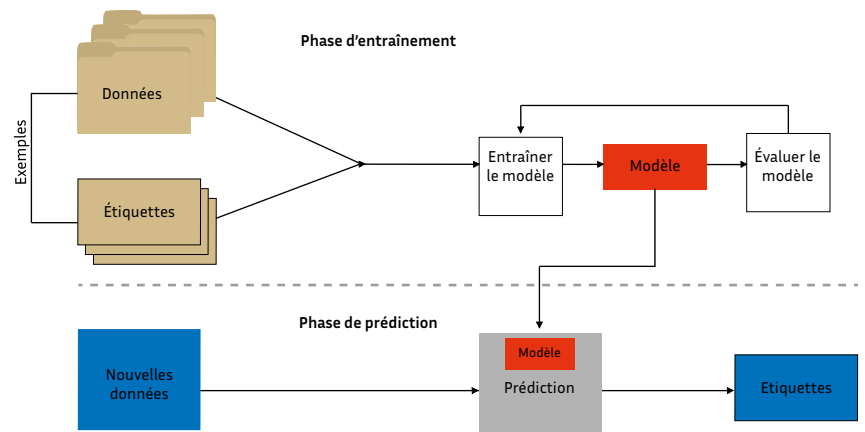 Phase d'entraînement
Données
Exemples
Étiquettes
Entraîner
le modèle
Modèle
Évaluer le
modèle
Phase de prédiction
Nouvelles
données
Modèle
Prédiction
Etiquettes